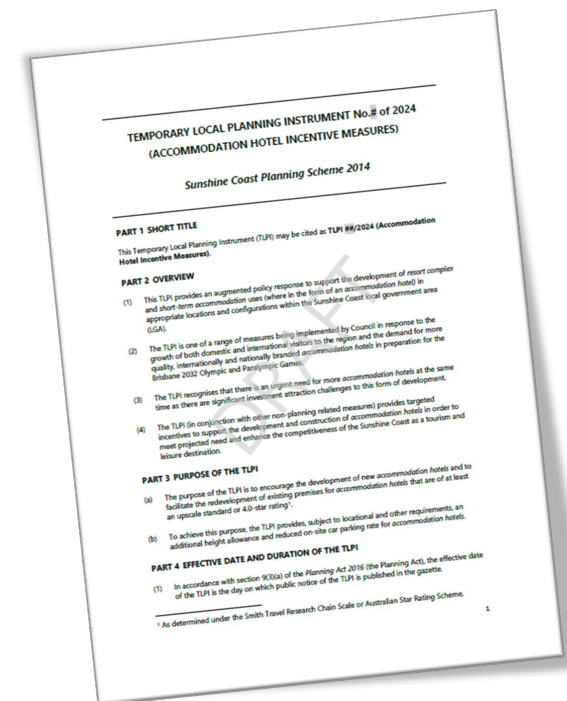 TEMPORARY LOCAL PLANNING INSTRUMENT No.# of 2024
(ACCOMMODATION HOTEL INCENTIVE MEASURES)
Sunshine Coast Planning Scheme 2014
PART 1 SHORT TITLE
This Temporary Local Planning Instrument (TLPI) may be cited as TLPI ##/2024 (Accommodation
Hotel Incentive Measures).
PART 2 OVERVIEW
(1) This TLPI provides an augmented policy response to support the development of resort complex
and short-term accommodation uses (where in the form of an accommodation hotel) in
appropriate locations and configurations within the Sunshine Coast local government area
(LGA).
(2) The TLPI is one of a range of measures being implemented by Council in response to the
growth of both domestic and international visitors to the region and the demand for more
quality, internationally and nationally branded accommodation hotels in preparation for the
Brisbane 2032 Olympic and Paralympic Games.
(3) The TLPI recognises that there is an urgent need for more accommodation hotels at the same
time as there are significant investment attraction challenges to this form of development.
(4) The TLPI (in conjunction with other non-planning related measures) provides targeted
incentives to support the development and construction of accommodation hotels in order to
meet projected need and enhance the competitiveness of the Sunshine Coast as a tourism and
leisure destination.
PART 3 PURPOSE OF THE TLPI
(a) The purpose of the TLPI is to encourage the development of new accommodation hotels and to
facilitate the redevelopment of existing premises for accommodation hotels that are of at least
an upscale standard or 4.0-star rating¹.
(b) To achieve this purpose, the TLPI provides, subject to locational and other requirements, an
additional height allowance and reduced on-site car parking rate for accommodation hotels.
PART 4 EFFECTIVE DATE AND DURATION OF THE TLPI
(1) In accordance with section 9(3)(a) of the Planning Act 2016 (the Planning Act), the effective date
of the TLPI is the day on which public notice of the TLPI is published in the gazette.
¹ As determined under the Smith Travel Research Chain Scale or Australian Star Rating Scheme.
1
DRAFT